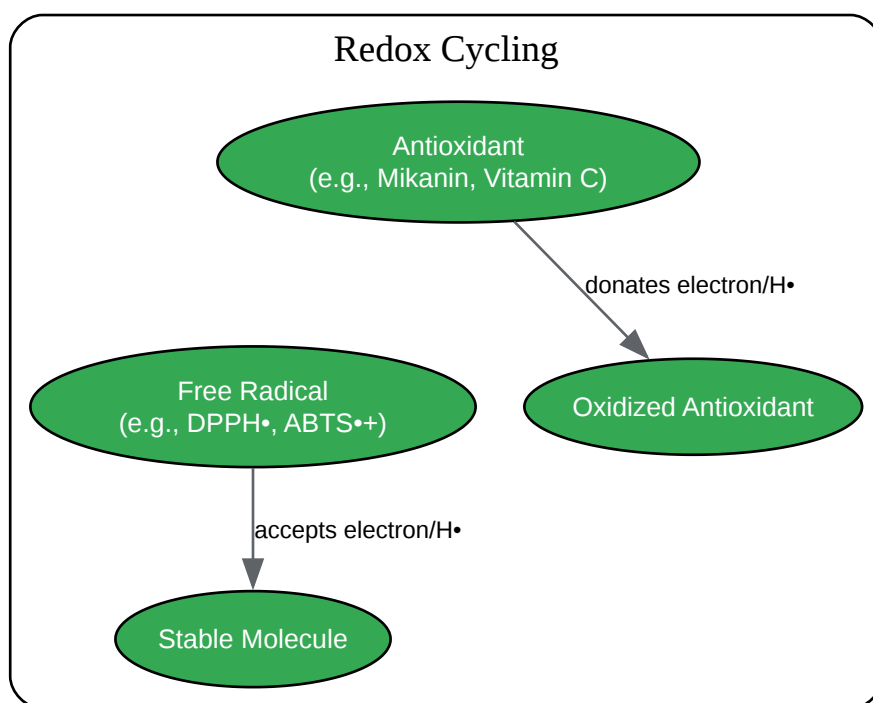 Redox Cycling
Antioxidant
(e.g., Mikanin, Vitamin C)
donates electron/H•
Free Radical
(e.g., DPPH•, ABTS•+)
Oxidized Antioxidant
accepts electron/H•
Stable Molecule